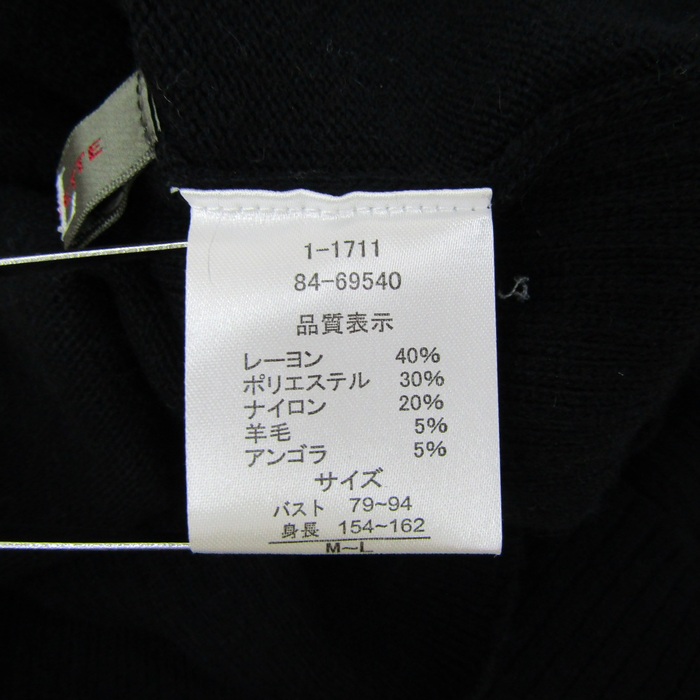 1-1711
84-69540
品質表示
レーヨン 40%
ポリエステル 30%
ナイロン 20%
羊毛 5%
アンゴラ 5%
サイズ
バスト 79~94
身長 154~162
M~L